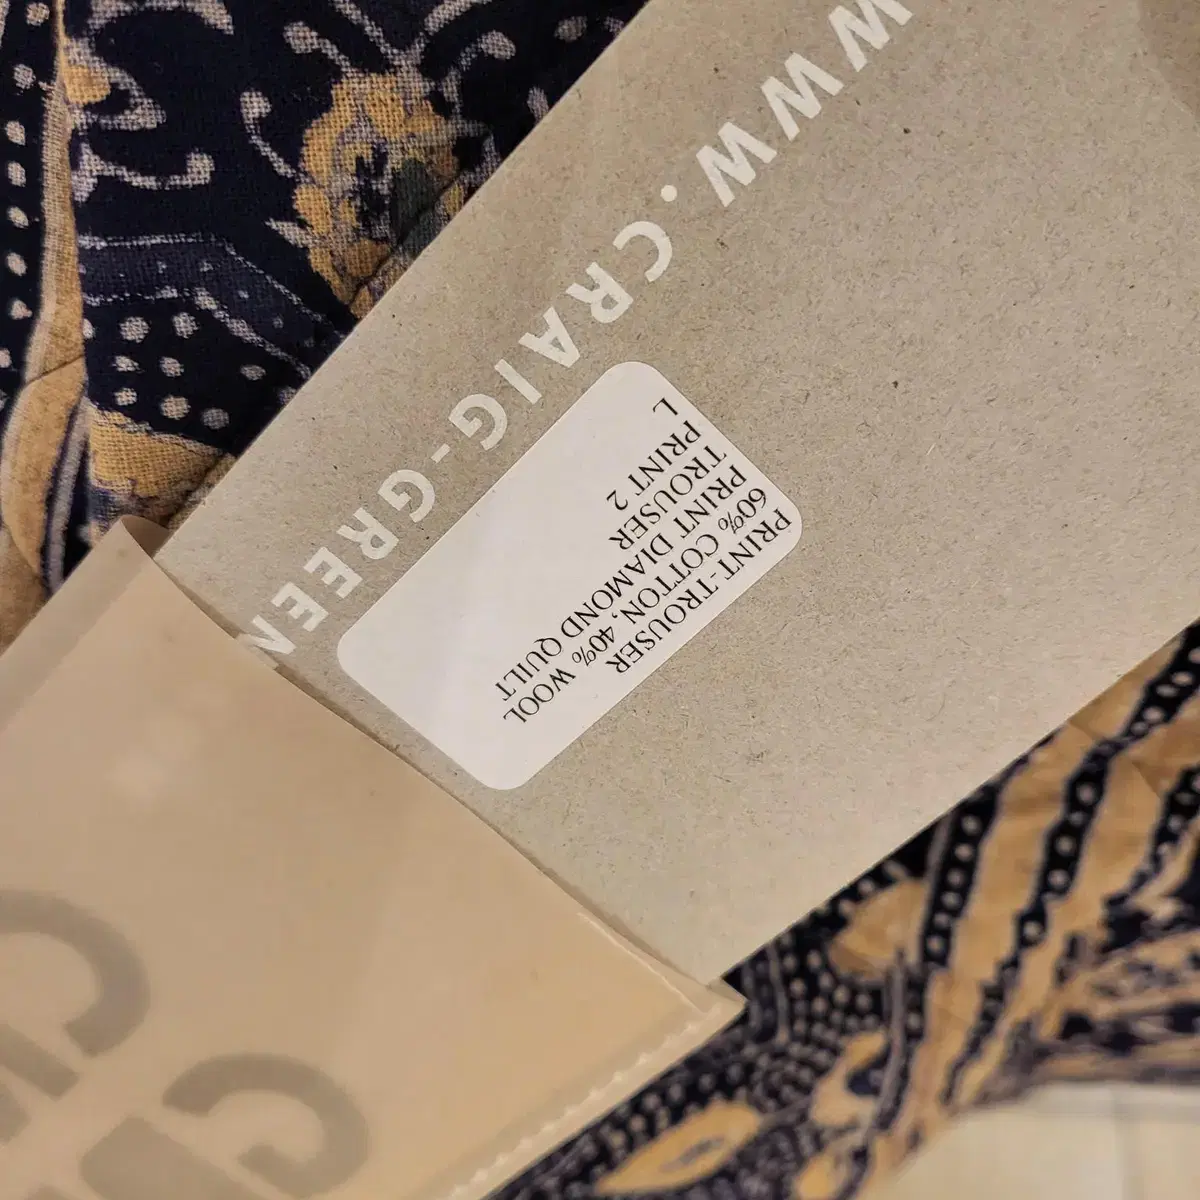 WWW.CRAIG-GREEN
PRINT-TROUSER
60% COTTON, 40% WOOL
PRINT DIAMOND QUILT
TROUSER
PRINT 2
L